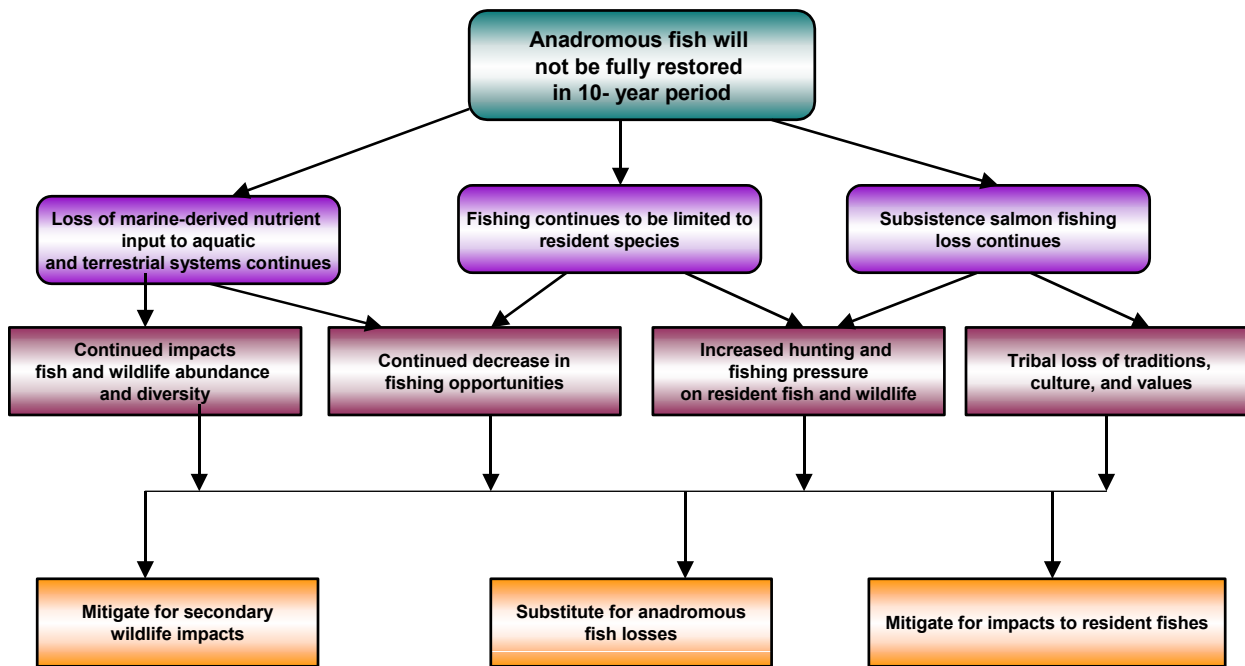 Anadromous fish will
not be fully restored
in 10- year period
Loss of marine-derived nutrient
input to aquatic
and terrestrial systems continues
Fishing continues to be limited to
resident species
Subsistence salmon fishing
loss continues
Continued impacts
fish and wildlife abundance
and diversity
Continued decrease in
fishing opportunities
Increased hunting and
fishing pressure
on resident fish and wildlife
Tribal loss of traditions,
culture, and values
Mitigate for secondary
wildlife impacts
Substitute for anadromous
fish losses
Mitigate for impacts to resident fishes